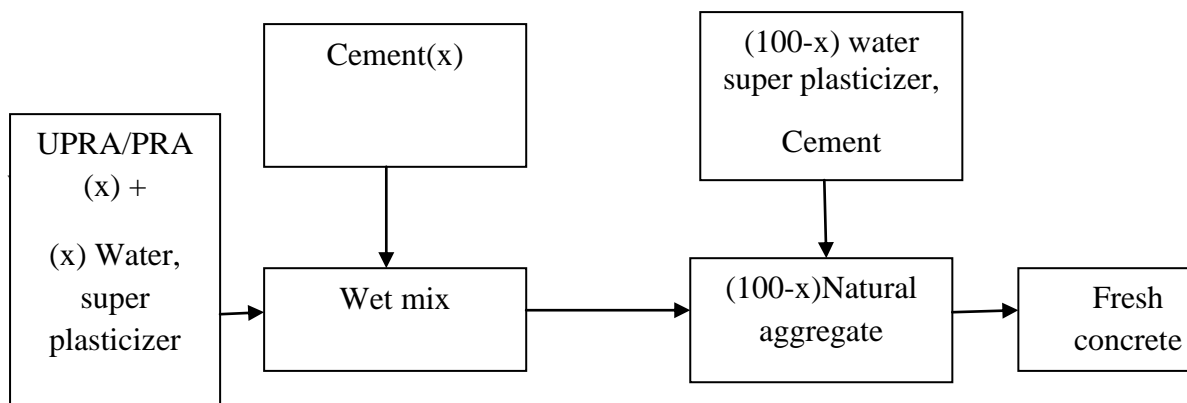 UPRA/PRA
(x) +
(x) Water,
super
plasticizer
Cement(x)
Wet mix
(100-x) water
super plasticizer,
Cement
(100-x)Natural
aggregate
Fresh
concrete